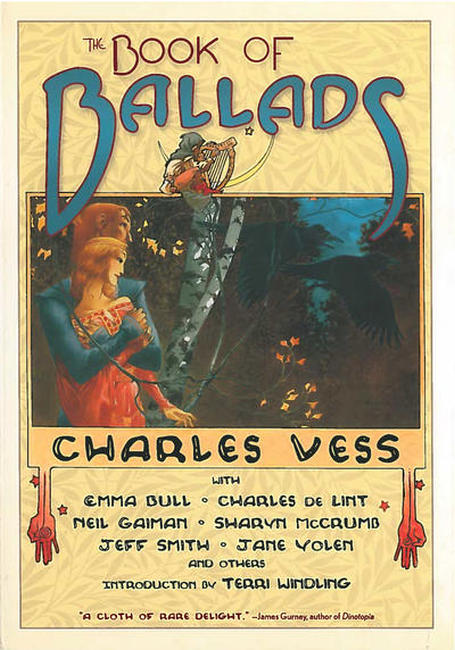 THE BOOK OF
BALLADS
CHARLES VESS
WITH
EMMA BULL • CHARLES DE LINT
NEIL GAIMAN • SHARYN McCRUMB
JEFF SMITH • JANE YOLEN
AND OTHERS
INTRODUCTION BY TERRI WINDLING
"A CLOTH OF RARE DELIGHT." –James Gurney, author of Dinotopia